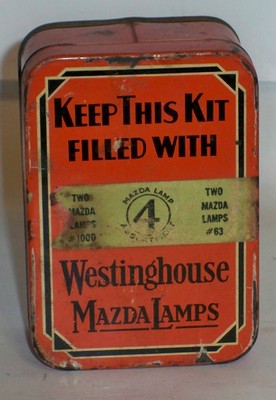 KEEP THIS KIT
FILLED WITH
TWO
MAZDA
LAMPS
#1000
MAZDA LAMP
4
ASSORTMENT
TWO
MAZDA
LAMPS
#63
Westinghouse
MAZDA LAMPS